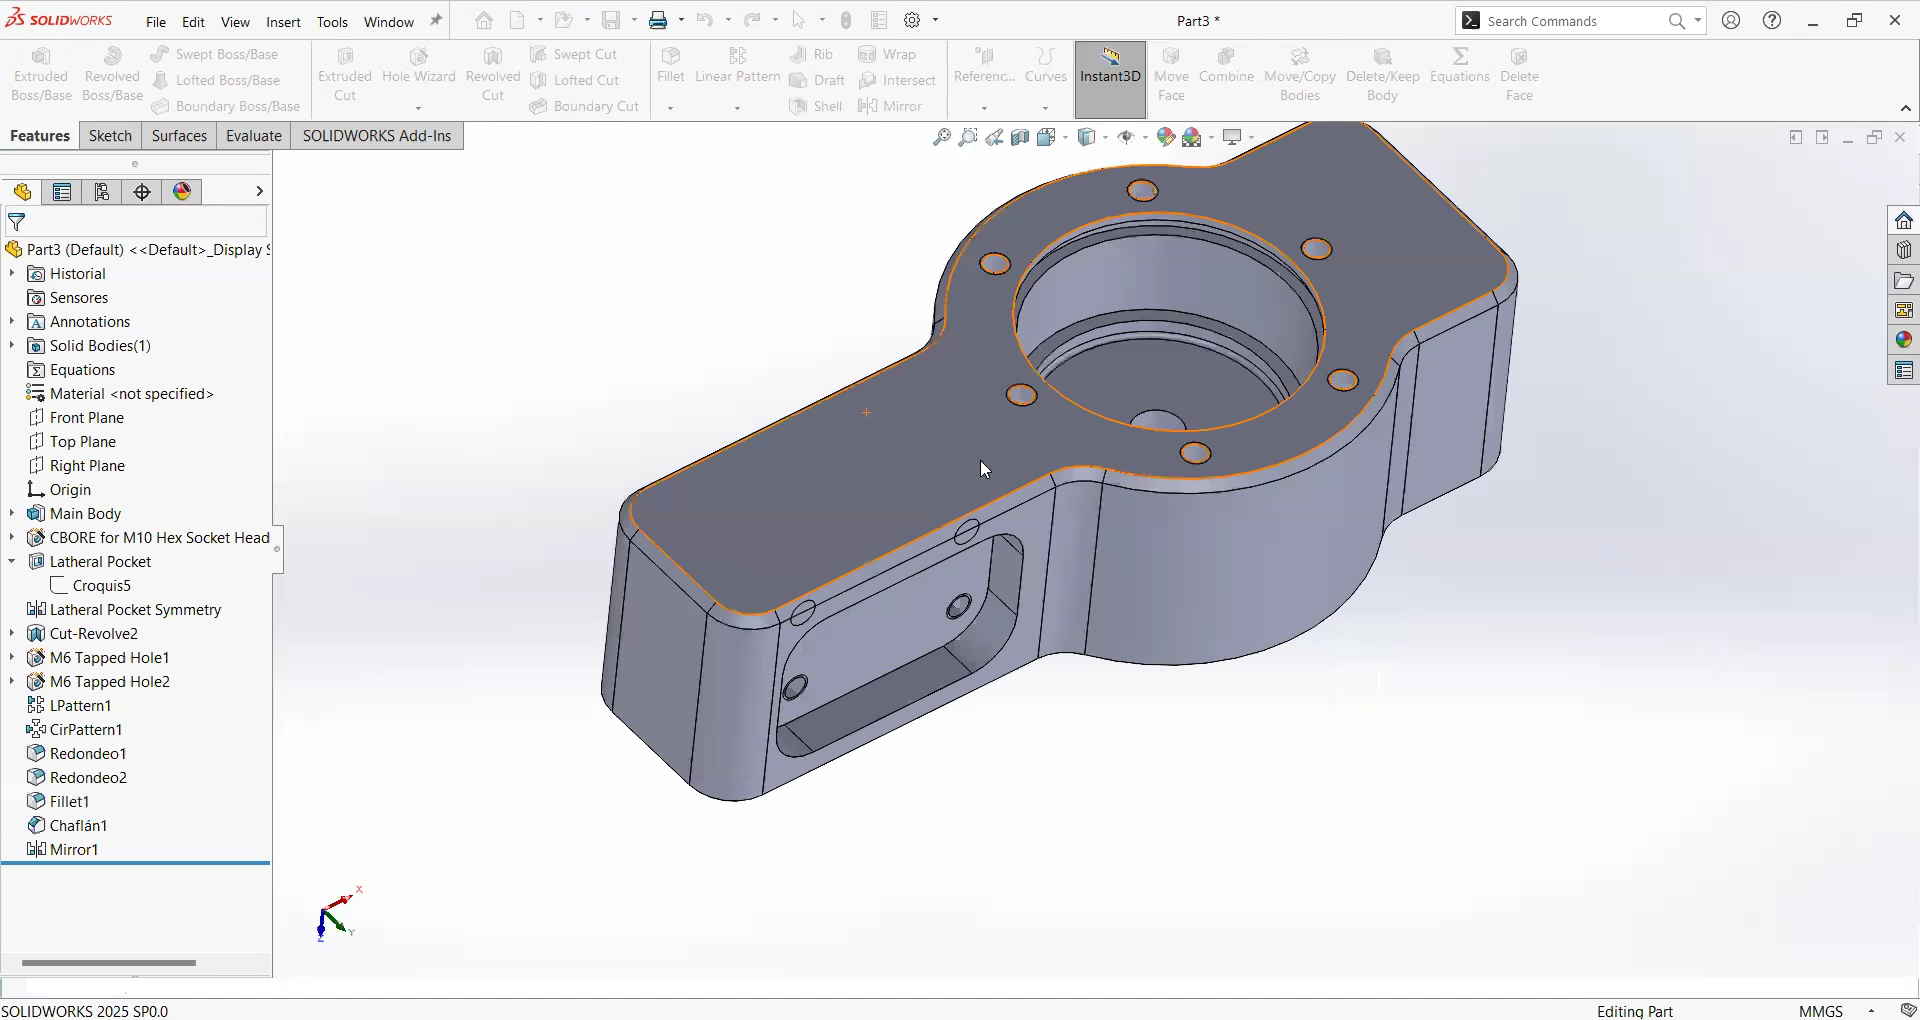 SOLIDWORKS
File Edit View Insert Tools Window
Part3 *
Search Commands
Extruded Boss/Base
Revolved Boss/Base
Swept Boss/Base
Lofted Boss/Base
Boundary Boss/Base
Extruded Cut
Hole Wizard
Revolved Cut
Swept Cut
Lofted Cut
Boundary Cut
Fillet
Linear Pattern
Rib
Draft
Shell
Wrap
Intersect
Mirror
Referenc...
Curves
Instant3D
Move Face
Combine
Move/Copy Bodies
Delete/Keep Body
Equations
Delete Face
Features Sketch Surfaces Evaluate SOLIDWORKS Add-Ins
Part3 (Default) <<Default>_Display S
Historial
Sensores
Annotations
Solid Bodies(1)
Equations
Material <not specified>
Front Plane
Top Plane
Right Plane
Origin
Main Body
CBORE for M10 Hex Socket Head
Latheral Pocket
Croquis5
Latheral Pocket Symmetry
Cut-Revolve2
M6 Tapped Hole1
M6 Tapped Hole2
LPattern1
CirPattern1
Redondeo1
Redondeo2
Fillet1
Chaflán1
Mirror1
X
Y
Z
SOLIDWORKS 2025 SP0.0
Editing Part
MMGS